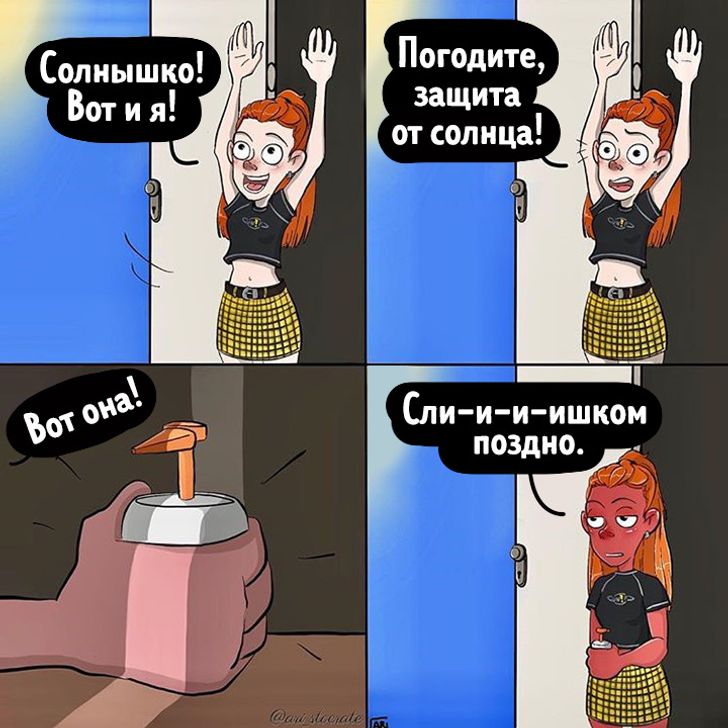 Солнышко!
Вот и я!
Погодите,
защита
от солнца!
Вот она!
Сли-и-и-ишком
поздно.